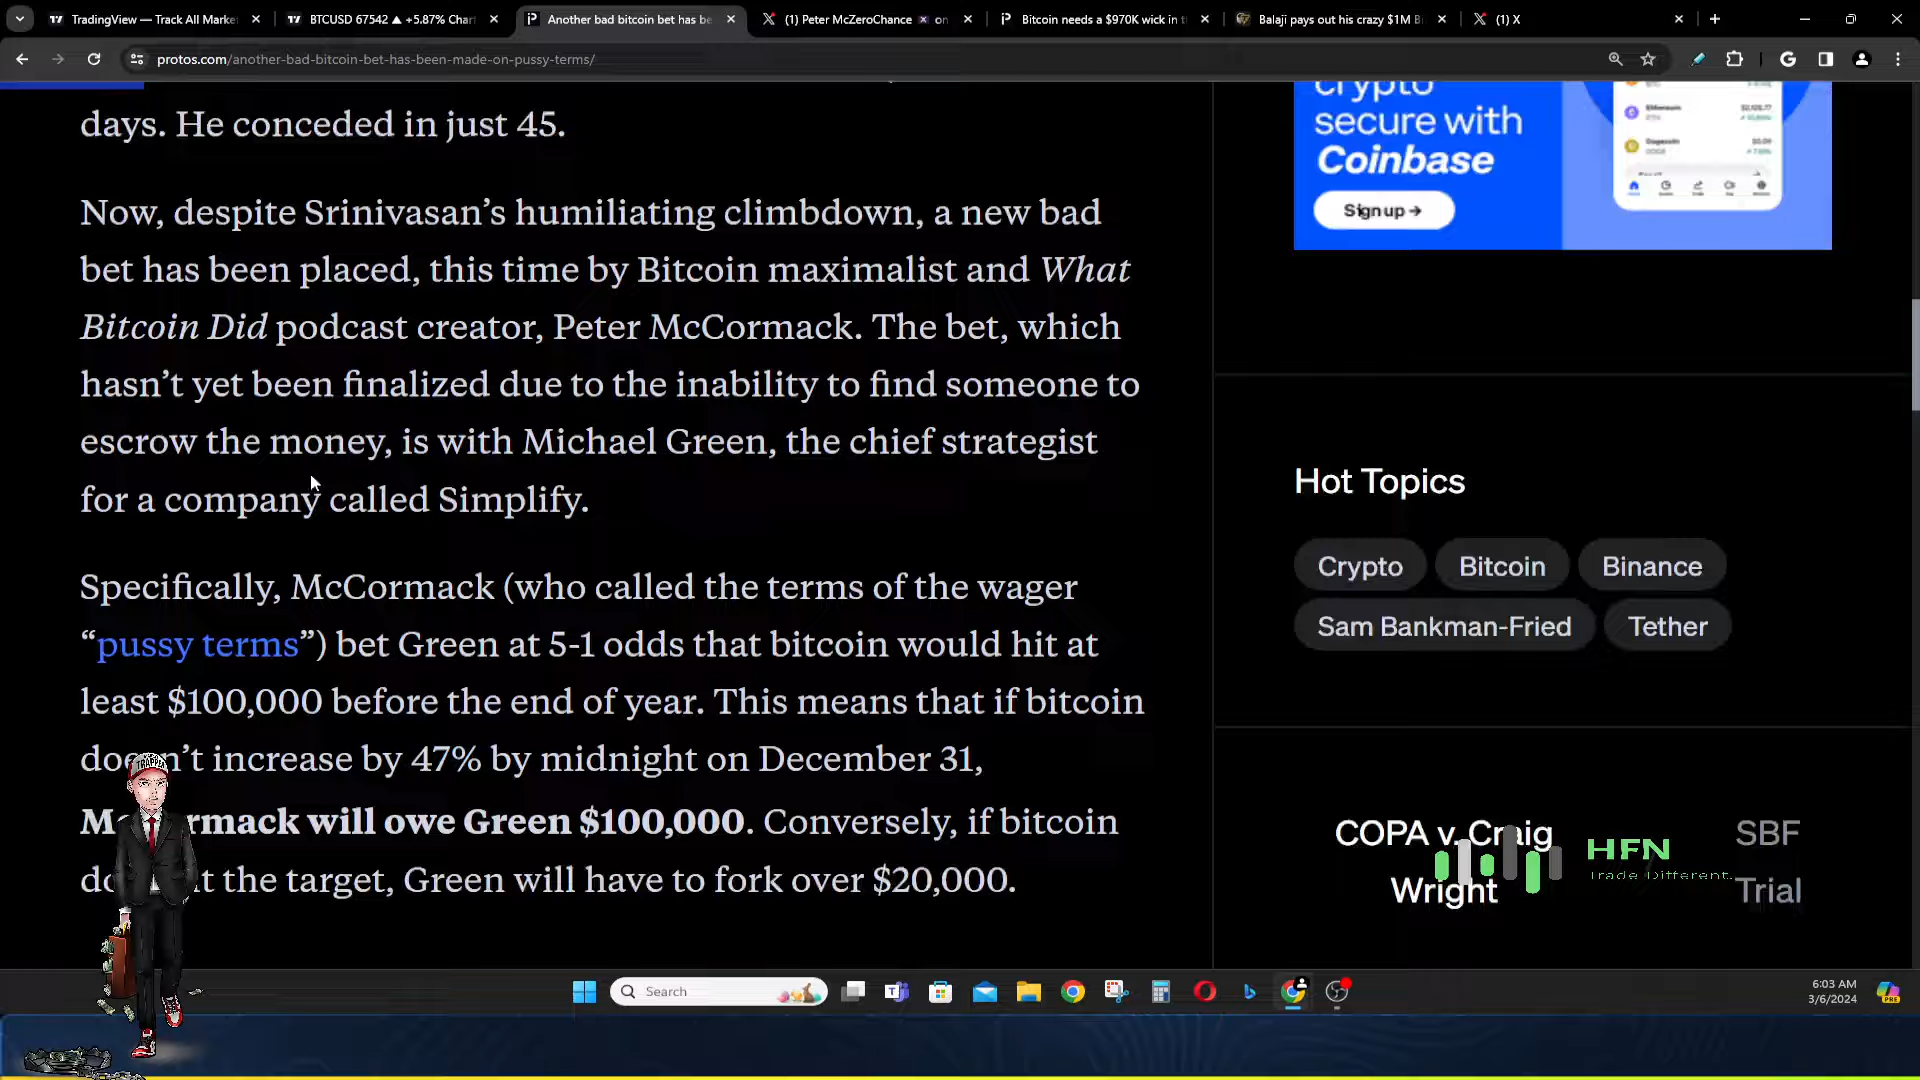 TradingView — Track All Marke
BTCUSD 67542 ▲ +5.87% Char
Another bad bitcoin bet has be
(1) Peter McZeroChance on
Bitcoin needs a $970K wick in t
Balaji pays out his crazy $1M B
(1) X
protos.com/another-bad-bitcoin-bet-has-been-made-on-pussy-terms/
days. He conceded in just 45.
Now, despite Srinivasan’s humiliating climbdown, a new bad
bet has been placed, this time by Bitcoin maximalist and What
Bitcoin Did podcast creator, Peter McCormack. The bet, which
hasn’t yet been finalized due to the inability to find someone to
escrow the money, is with Michael Green, the chief strategist
for a company called Simplify.
Specifically, McCormack (who called the terms of the wager
“pussy terms”) bet Green at 5-1 odds that bitcoin would hit at
least $100,000 before the end of year. This means that if bitcoin
doesn’t increase by 47% by midnight on December 31,
McCormack will owe Green $100,000. Conversely, if bitcoin
hit the target, Green will have to fork over $20,000.
crypto
secure with
Coinbase
Sign up →
Ethereum
Dogecoin
Hot Topics
Crypto
Bitcoin
Binance
Sam Bankman-Fried
Tether
COPA v. Craig
Wright
SBF
Trial
HFN
Trade Different.
TRAPPER
Search
6:03 AM
3/6/2024